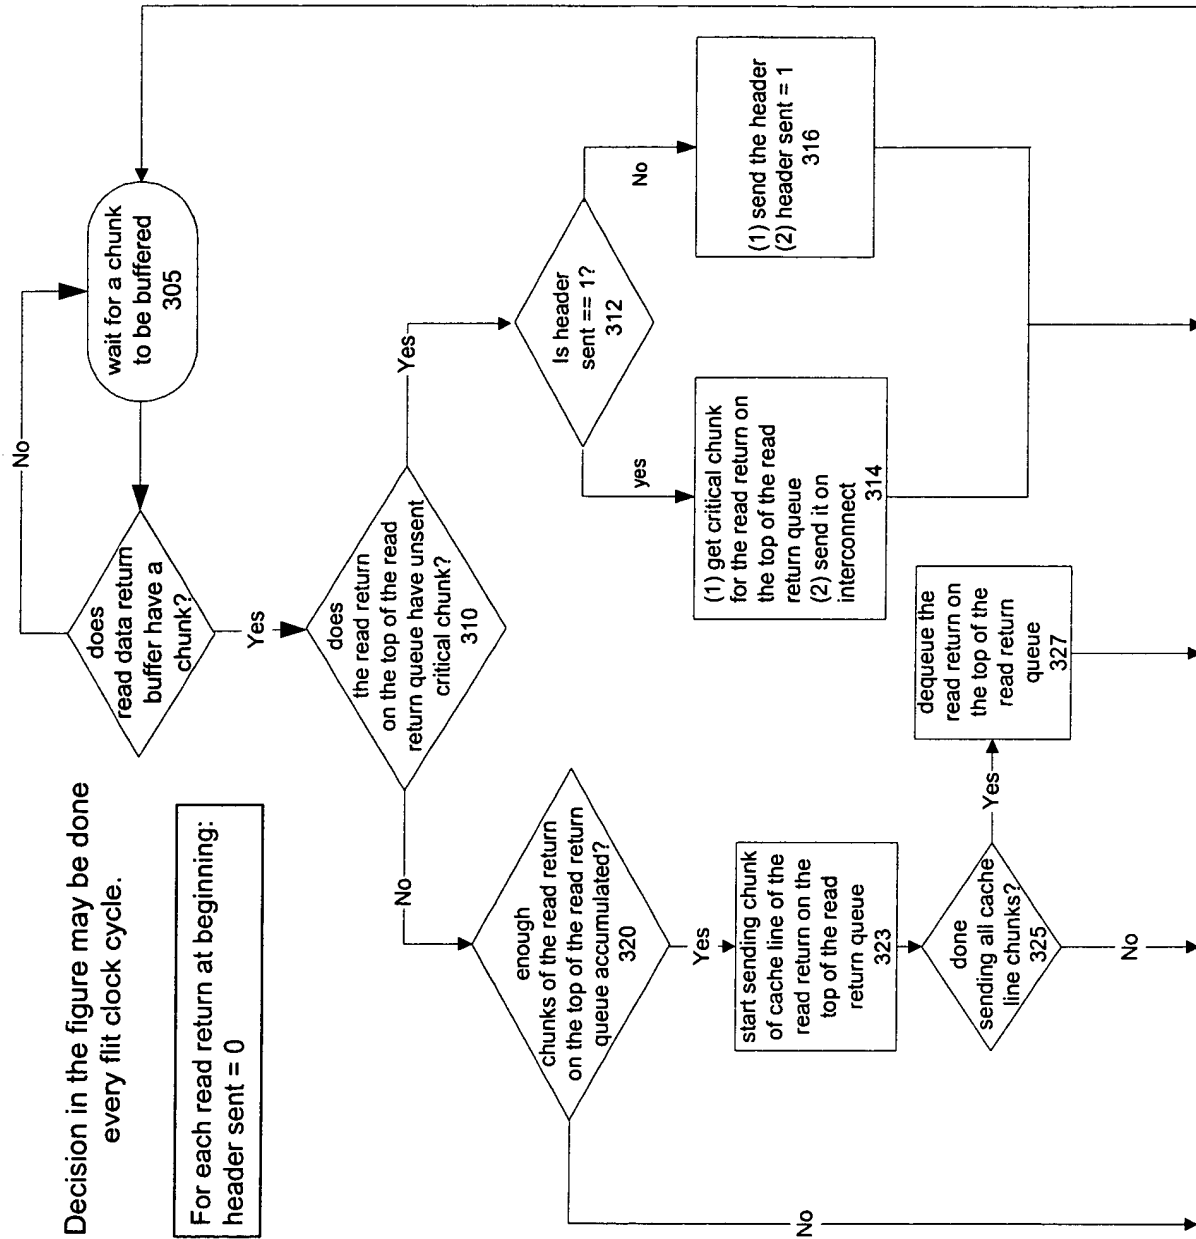 Decision in the figure may be done
every flit clock cycle.
For each read return at beginning:
header sent = 0
wait for a chunk
to be buffered
305
No
does
read data return
buffer have a
chunk?
Yes
does
the read return
on the top of the read
return queue have unsent
critical chunk?
310
Yes
No
Is header
sent == 1?
312
yes
No
(1) get critical chunk
for the read return on
the top of the read
return queue
(2) send it on
interconnect
314
(1) send the header
(2) header sent = 1
316
enough
chunks of the read return
on the top of the read return
queue accumulated?
320
No
Yes
start sending chunk
of cache line of the
read return on the
top of the read
return queue
323
done
sending all cache
line chunks?
325
Yes
No
dequeue the
read return on
the top of the
read return
queue
327